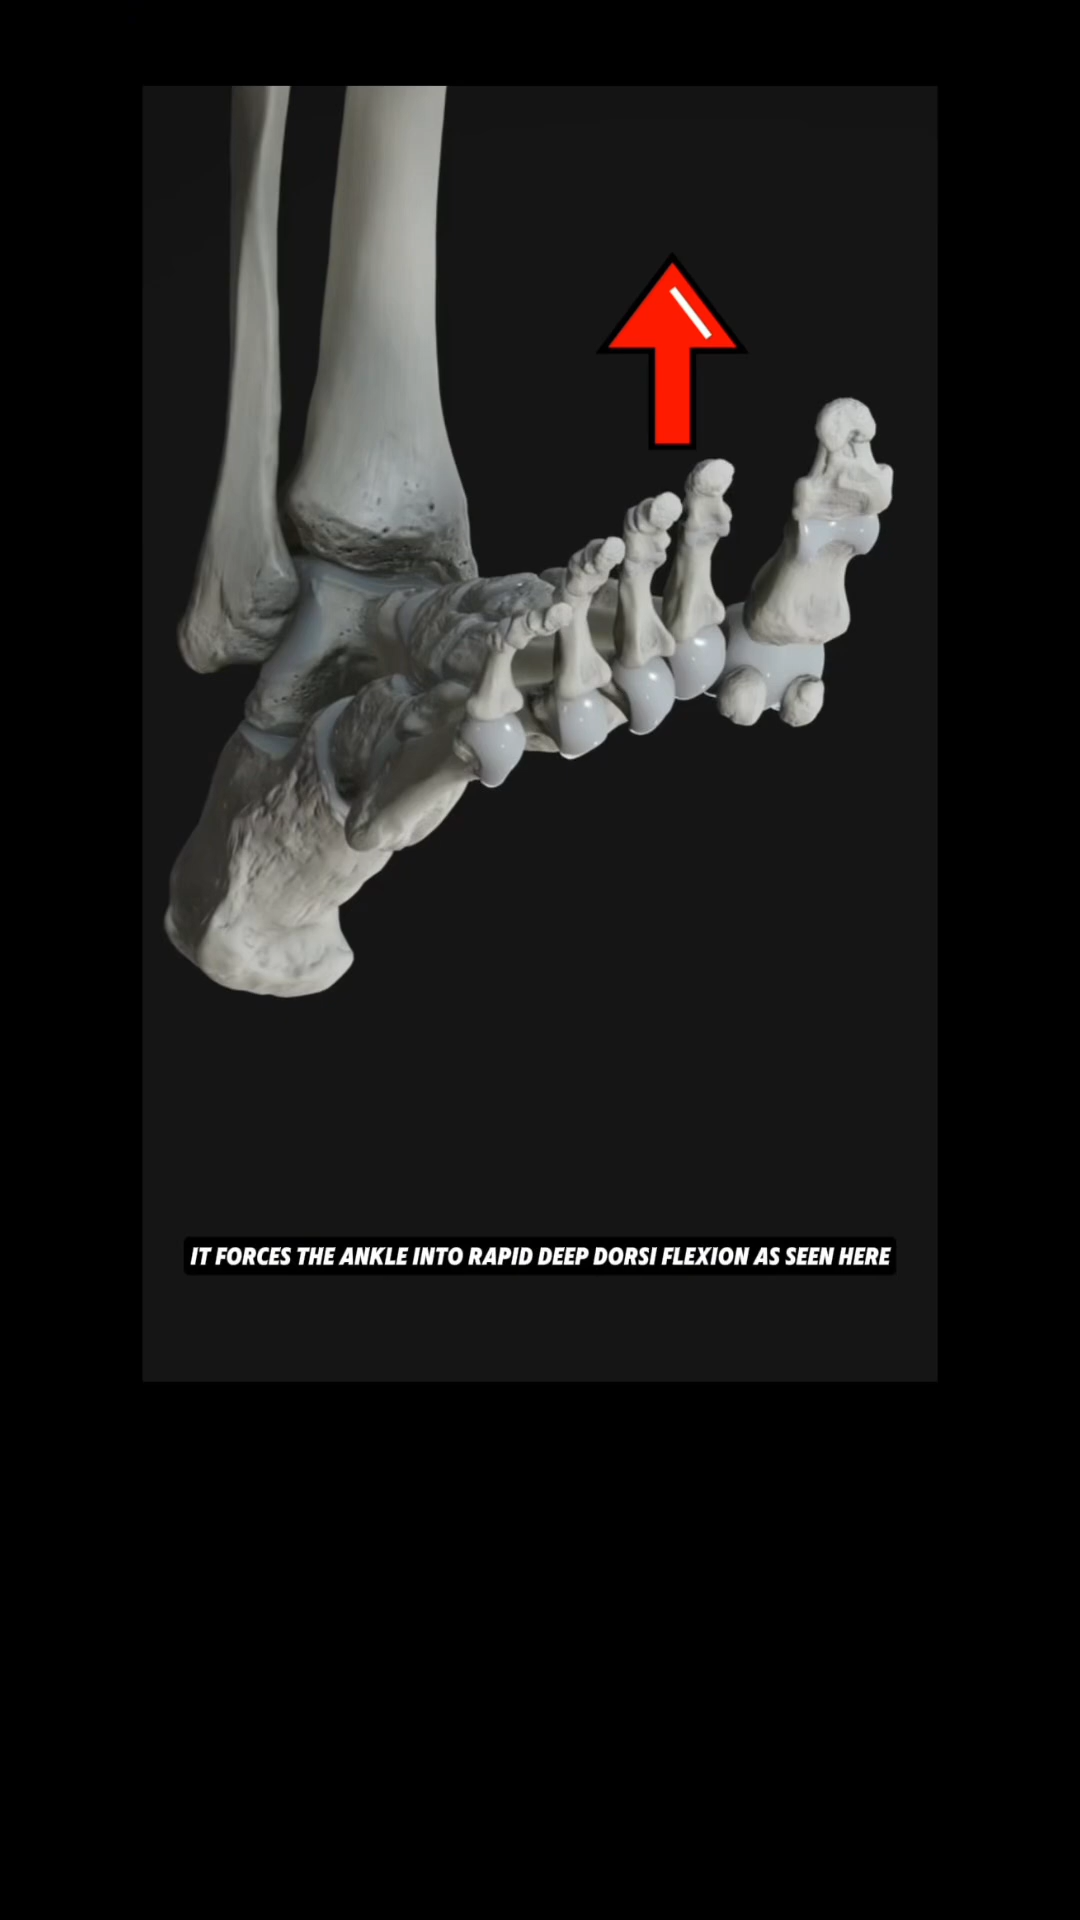 IT FORCES THE ANKLE INTO RAPID DEEP DORSI FLEXION AS SEEN HERE